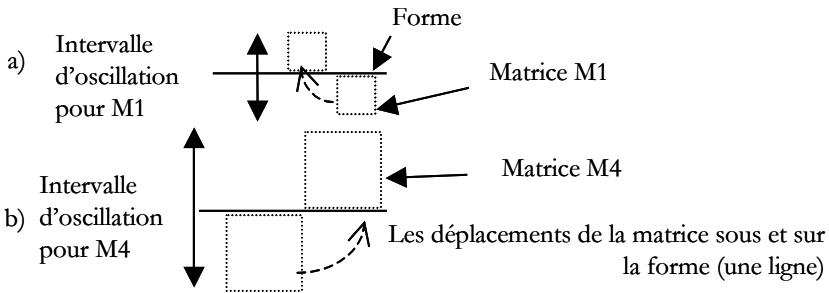 Forme
a)
Intervalle
d'oscillation
pour M1
Matrice M1
Matrice M4
b)
Intervalle
d'oscillation
pour M4
Les déplacements de la matrice sous et sur
la forme (une ligne)